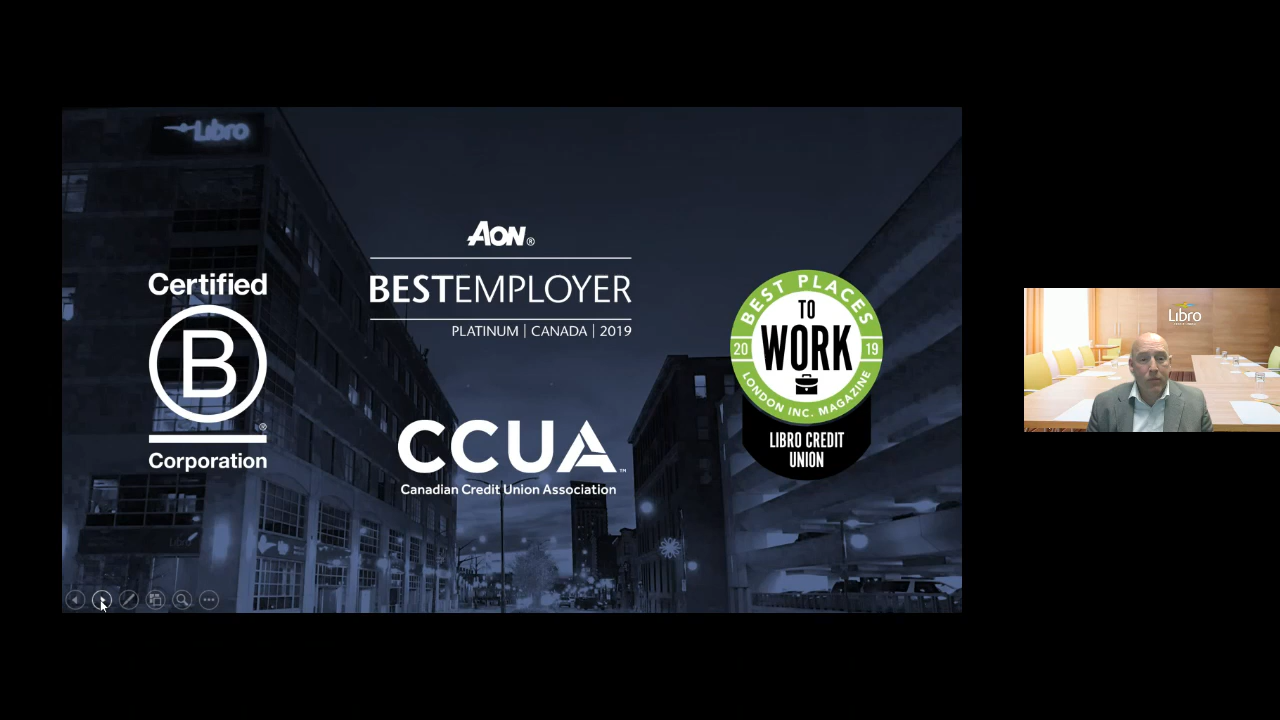 Libro
Certified
B
®
Corporation
AON®
BESTEMPLOYER
PLATINUM | CANADA | 2019
CCUA™
Canadian Credit Union Association
BEST PLACES
TO
WORK
20 19
LONDON INC. MAGAZINE
LIBRO CREDIT
UNION
Libro